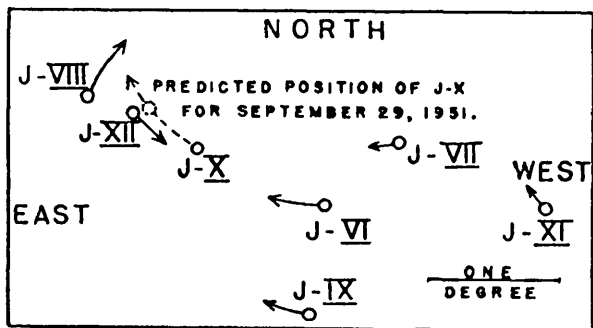 NORTH
J-VIII
PREDICTED POSITION OF J-X
FOR SEPTEMBER 29, 1951.
J-XII
J-X
J-VII
WEST
EAST
J-VI
J-XI
J-IX
ONE
DEGREE